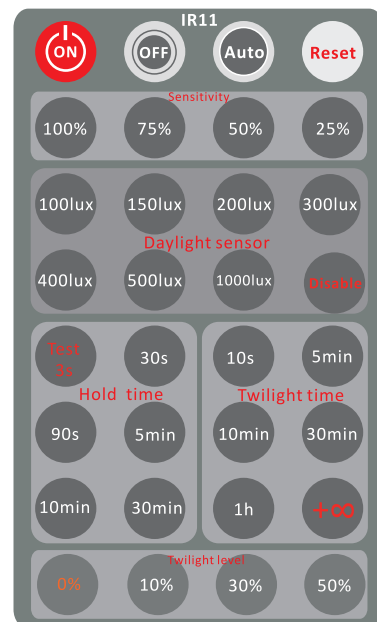 IR11
ON OFF Auto Reset
Sensitivity
100% 75% 50% 25%
100lux 150lux 200lux 300lux
Daylight sensor
400lux 500lux 1000lux Disable
Test
3s 30s 10s 5min
Hold time Twilight time
90s 5min 10min 30min
10min 30min 1h +∞
Twilight level
0% 10% 30% 50%